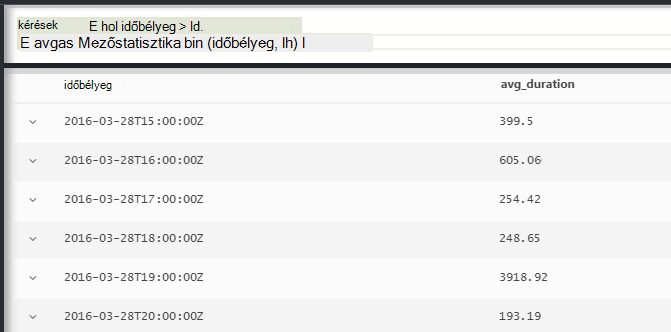 kérések E hol időbélyeg > ld.
E avgas Mezőstatisztika bin (időbélyeg, lh) l
időbélyeg avg_duration
2016-03-28T15:00:00Z 399.5
2016-03-28T16:00:00Z 605.06
2016-03-28T17:00:00Z 254.42
2016-03-28T18:00:00Z 248.65
2016-03-28T19:00:00Z 3918.92
2016-03-28T20:00:00Z 193.19